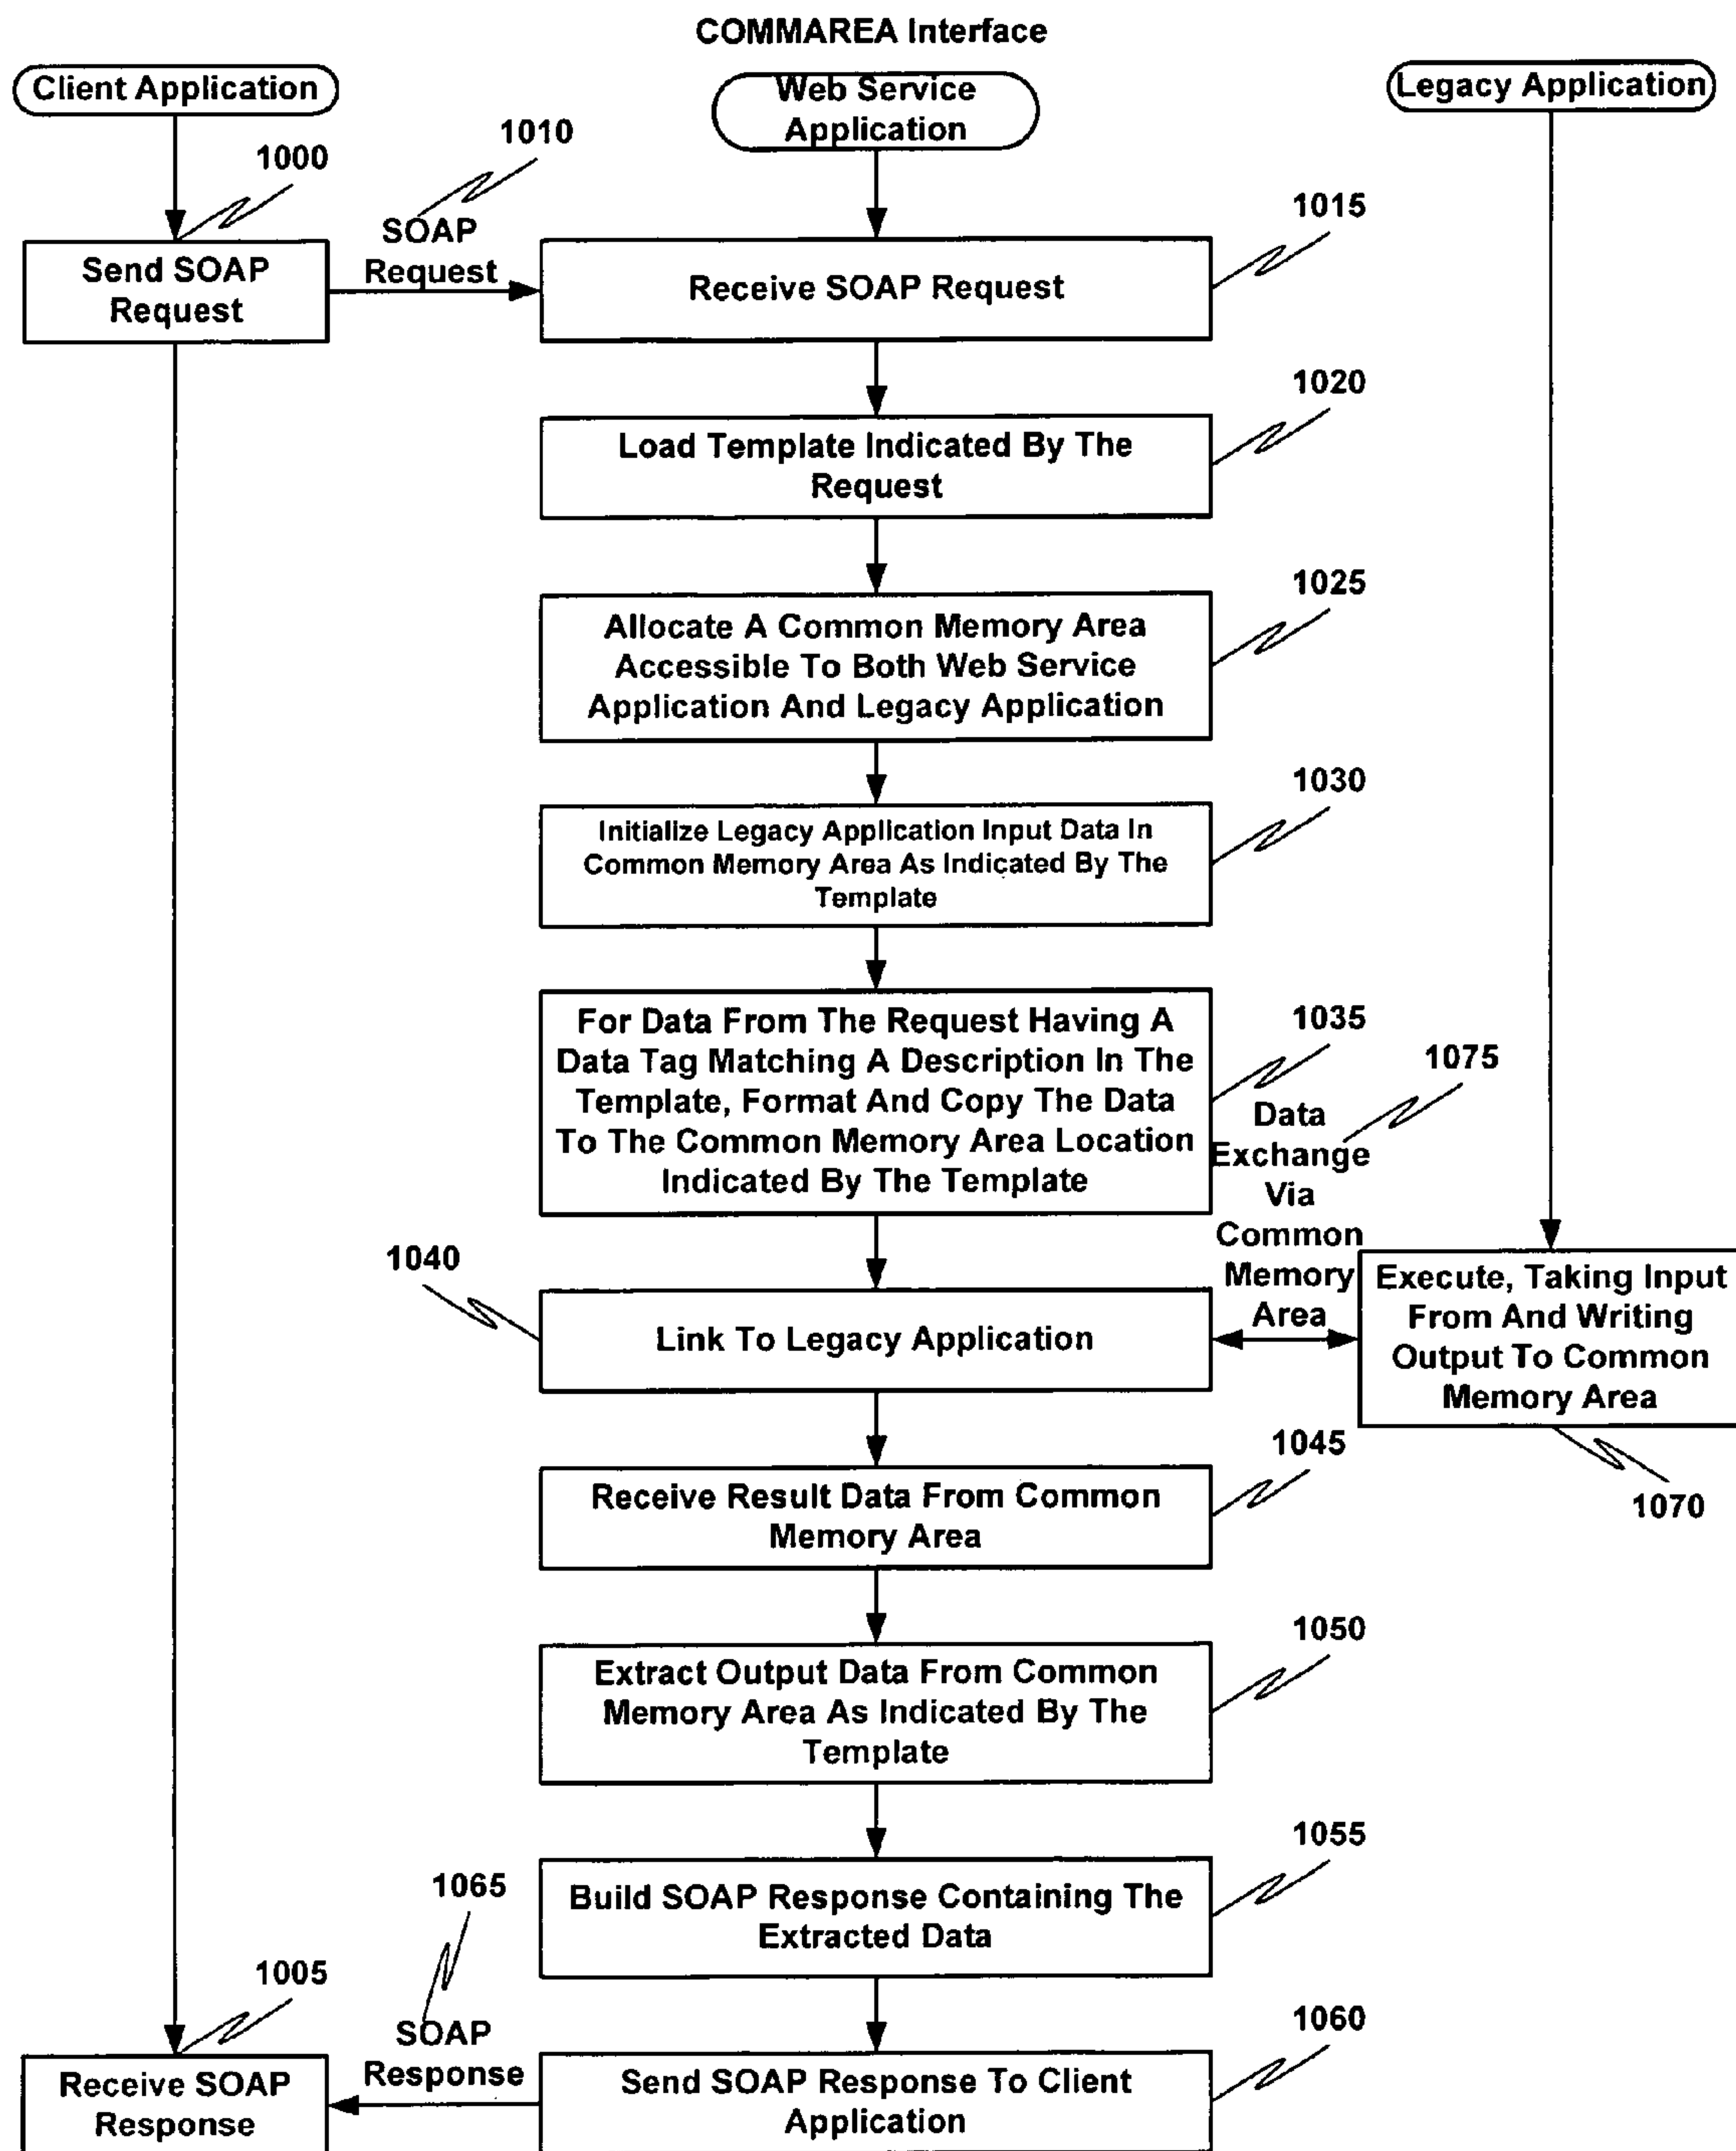 COMMAREA Interface
Client Application
Web Service
Application
Legacy Application
1000
1010
SOAP
Request
1015
Send SOAP
Request
Receive SOAP Request
1020
Load Template Indicated By The
Request
1025
Allocate A Common Memory Area
Accessible To Both Web Service
Application And Legacy Application
1030
Initialize Legacy Application Input Data In
Common Memory Area As Indicated By The
Template
1035
For Data From The Request Having A
Data Tag Matching A Description In The
Template, Format And Copy The Data
To The Common Memory Area Location
Indicated By The Template
1075
Data
Exchange
Via
Common
Memory
Area
1040
Link To Legacy Application
Execute, Taking Input
From And Writing
Output To Common
Memory Area
1070
1045
Receive Result Data From Common
Memory Area
1050
Extract Output Data From Common
Memory Area As Indicated By The
Template
1055
Build SOAP Response Containing The
Extracted Data
1065
SOAP
Response
1005
1060
Receive SOAP
Response
Send SOAP Response To Client
Application